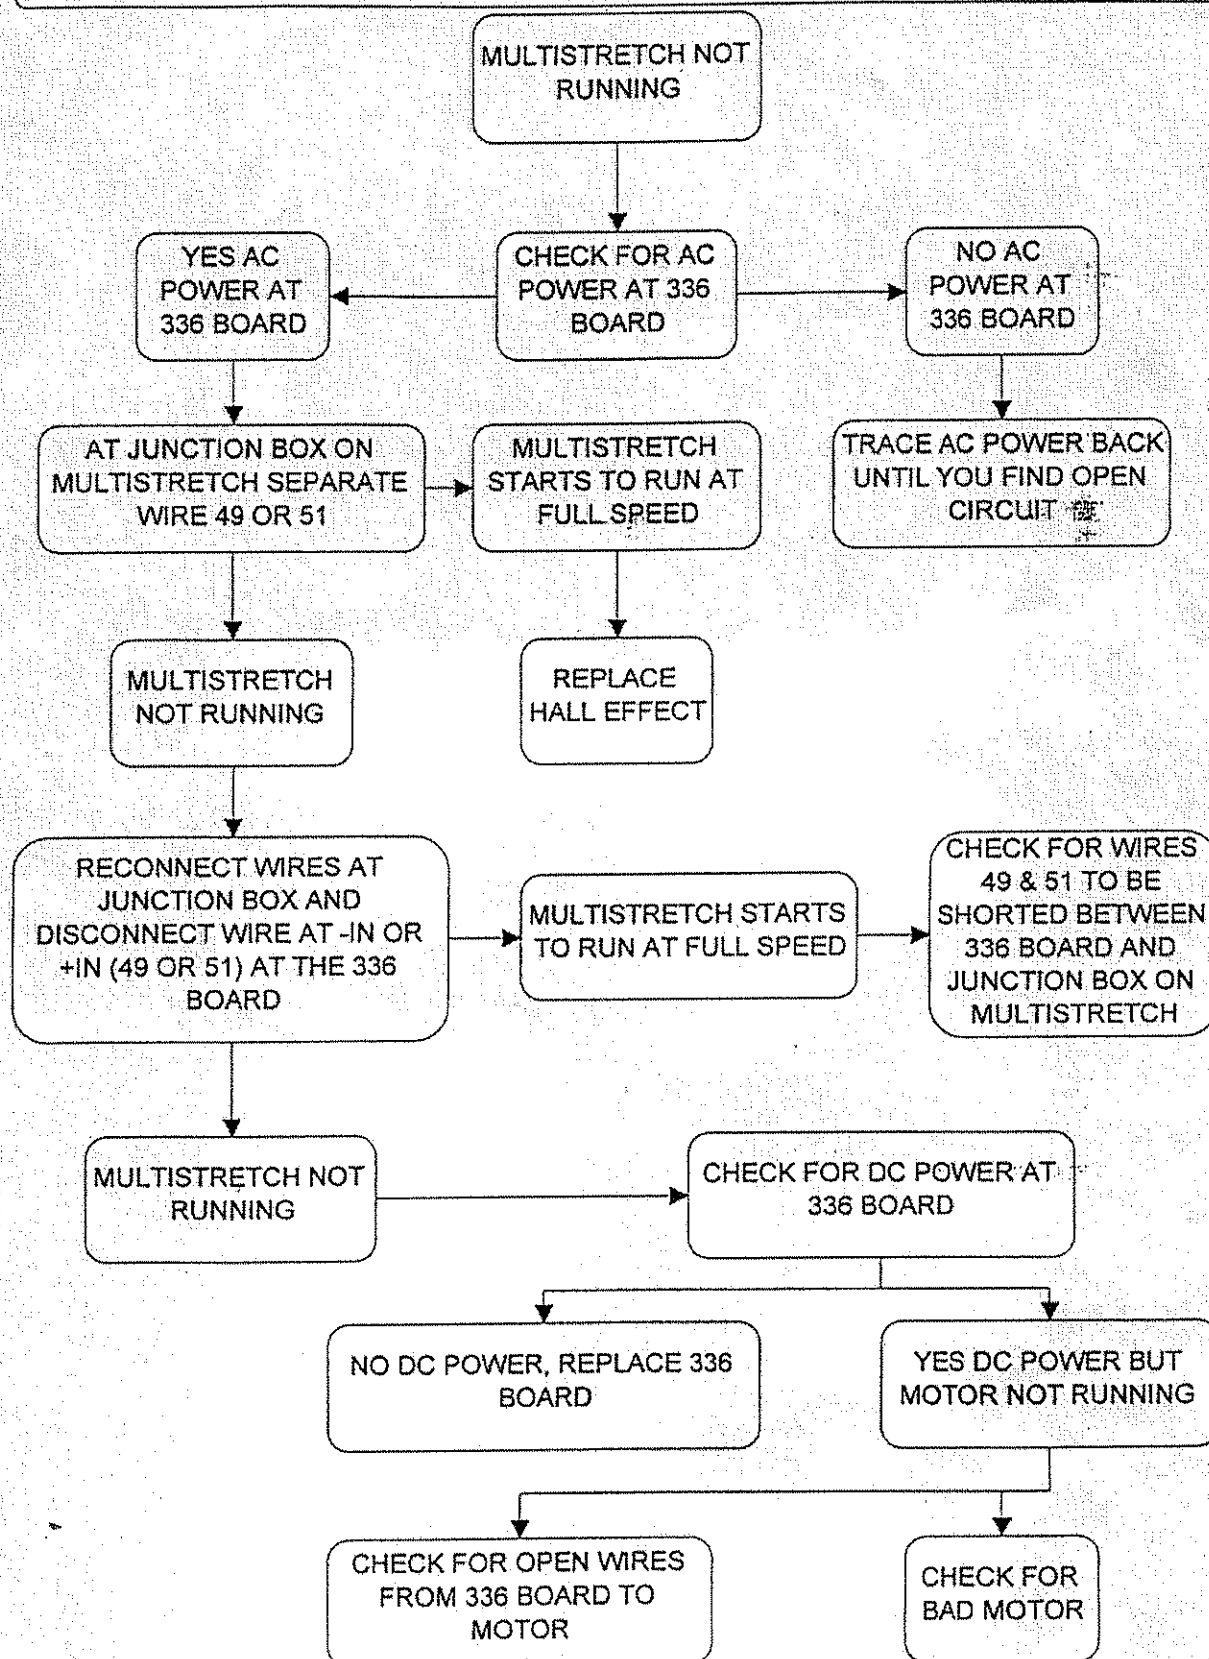 MULTISTRETCH NOT
RUNNING
YES AC
POWER AT
336 BOARD
CHECK FOR AC
POWER AT 336
BOARD
NO AC
POWER AT
336 BOARD
AT JUNCTION BOX ON
MULTISTRETCH SEPARATE
WIRE 49 OR 51
MULTISTRETCH
STARTS TO RUN AT
FULL SPEED
TRACE AC POWER BACK
UNTIL YOU FIND OPEN
CIRCUIT
MULTISTRETCH
NOT RUNNING
REPLACE
HALL EFFECT
RECONNECT WIRES AT
JUNCTION BOX AND
DISCONNECT WIRE AT -IN OR
+IN (49 OR 51) AT THE 336
BOARD
MULTISTRETCH STARTS
TO RUN AT FULL SPEED
CHECK FOR WIRES
49 & 51 TO BE
SHORTED BETWEEN
336 BOARD AND
JUNCTION BOX ON
MULTISTRETCH
MULTISTRETCH NOT
RUNNING
CHECK FOR DC POWER AT
336 BOARD
NO DC POWER, REPLACE 336
BOARD
YES DC POWER BUT
MOTOR NOT RUNNING
CHECK FOR OPEN WIRES
FROM 336 BOARD TO
MOTOR
CHECK FOR
BAD MOTOR